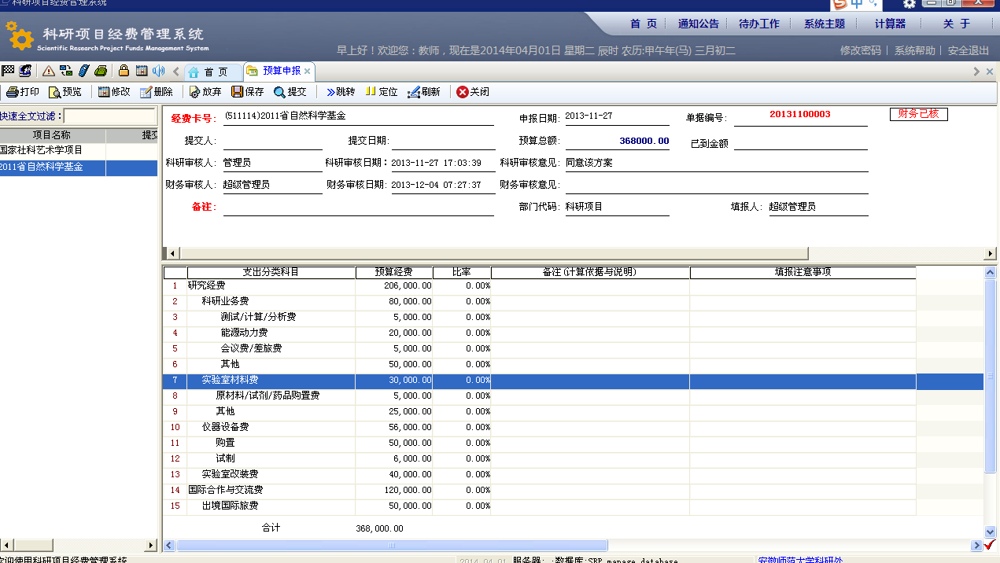 科研项目经费管理系统
中
科研项目经费管理系统
Scientific Research Project Funds Management System
首 页 通知公告 待办工作 系统主题 计算器 关 于
早上好！欢迎您：教师，现在是2014年04月01日 星期二 辰时 农历:甲午年(马) 三月初二
修改密码 系统帮助 安全退出
首 页 预算申报
打印 预览 修改 删除 放弃 保存 提交 跳转 定位 刷新 关闭
快速全文过滤：
项目名称 提交
国家社科艺术学项目
2011省自然科学基金
经费卡号: (511114)2011省自然科学基金 申报日期: 2013-11-27 单据编号: 20131100003 财务已核
提交人: 提交日期: 预算总额: 368000.00 已到金额
科研审核人: 管理员 科研审核日期: 2013-11-27 17:03:39 科研审核意见: 同意该方案
财务审核人: 超级管理员 财务审核日期: 2013-12-04 07:27:37 财务审核意见:
备注: 部门代码: 科研项目 填报人: 超级管理员
支出分类科目 预算经费 比率 备注(计算依据与说明) 填报注意事项
1 研究经费 206,000.00 0.00%
2 科研业务费 80,000.00 0.00%
3 测试/计算/分析费 5,000.00 0.00%
4 能源动力费 20,000.00 0.00%
5 会议费/差旅费 5,000.00 0.00%
6 其他 50,000.00 0.00%
7 实验室材料费 30,000.00 0.00%
8 原材料/试剂/药品购置费 5,000.00 0.00%
9 其他 25,000.00 0.00%
10 仪器设备费 56,000.00 0.00%
11 购置 50,000.00 0.00%
12 试制 6,000.00 0.00%
13 实验室改装费 40,000.00 0.00%
14 国际合作与交流费 120,000.00 0.00%
15 出境国际旅费 50,000.00 0.00%
合计 368,000.00
欢迎使用科研项目经费管理系统 2014-04-01 服务器: :数据库:SRP_manage_database 安徽师范大学科研处